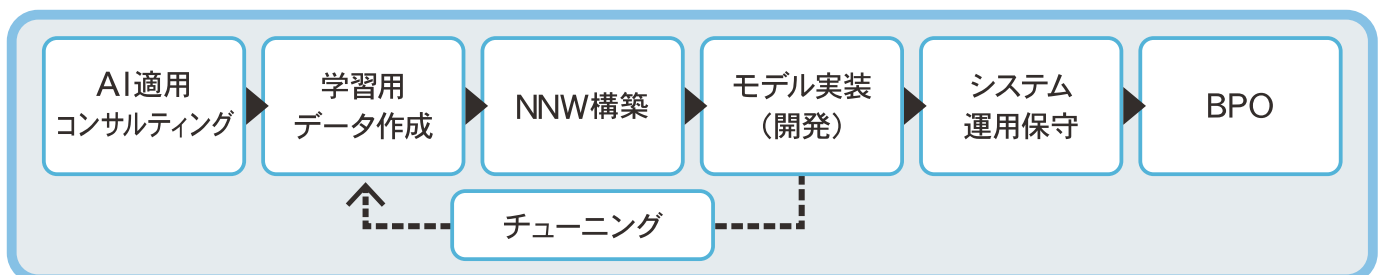 AI適用
コンサルティング
学習用
データ作成
NNW構築
モデル実装
（開発）
システム
運用保守
BPO
チューニング